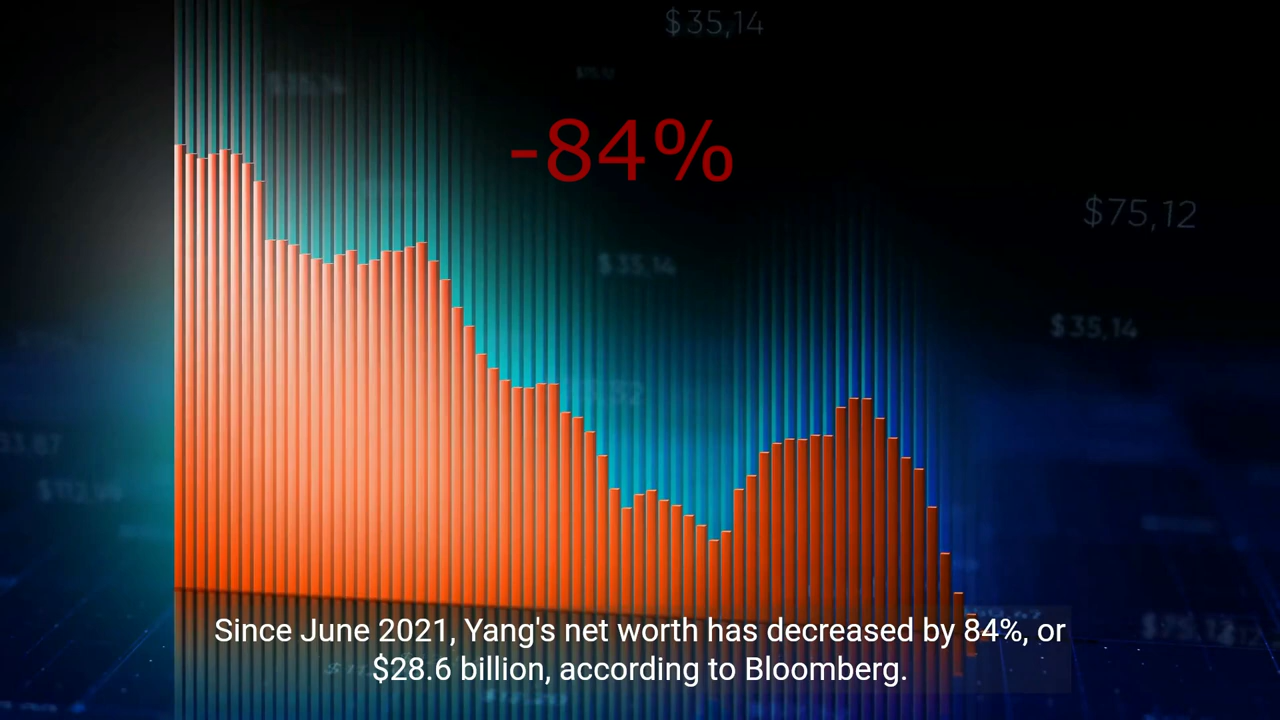 $35,14
-84%
$75,12
$35,14
$35,14
Since June 2021, Yang's net worth has decreased by 84%, or
$28.6 billion, according to Bloomberg.